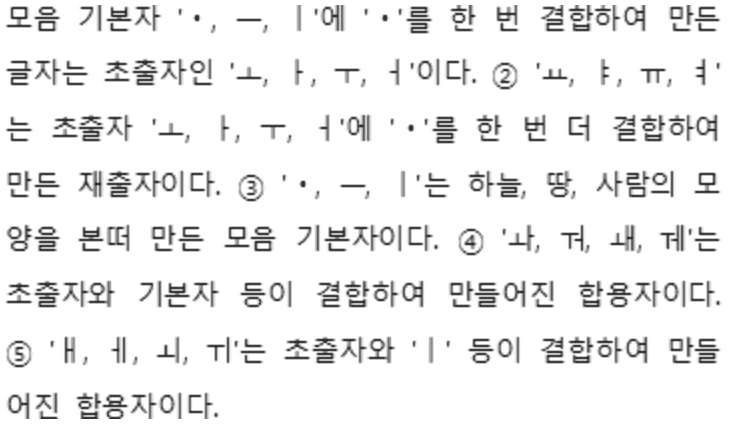 모음 기본자 'ㆍ, ㅡ, ㅣ'에 'ㆍ'를 한 번 결합하여 만든
글자는 초출자인 'ㅗ, ㅏ, ㅜ, ㅓ'이다. ② 'ㅛ, ㅑ, ㅠ, ㅕ'
는 초출자 'ㅗ, ㅏ, ㅜ, ㅓ'에 'ㆍ'를 한 번 더 결합하여
만든 재출자이다. ③ 'ㆍ, ㅡ, ㅣ'는 하늘, 땅, 사람의 모
양을 본떠 만든 모음 기본자이다. ④ 'ㅘ, ㅝ, ㅙ, ㅞ'는
초출자와 기본자 등이 결합하여 만들어진 합용자이다.
⑤ 'ㅐ, ㅔ, ㅚ, ㅟ'는 초출자와 'ㅣ' 등이 결합하여 만들
어진 합용자이다.